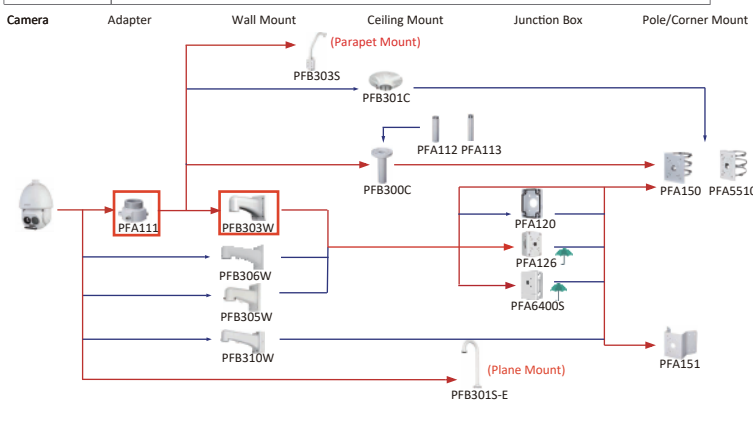 Camera Adapter Wall Mount Ceiling Mount Junction Box Pole/Corner Mount
(Parapet Mount)
PFB303S
PFB301C
PFA112 PFA113
PFB300C
PFA150 PFA5510
PFA111
PFB303W
PFA120
PFA126
PFB306W
PFA6400S
PFB305W
PFB310W
PFA151
(Plane Mount)
PFB301S-E